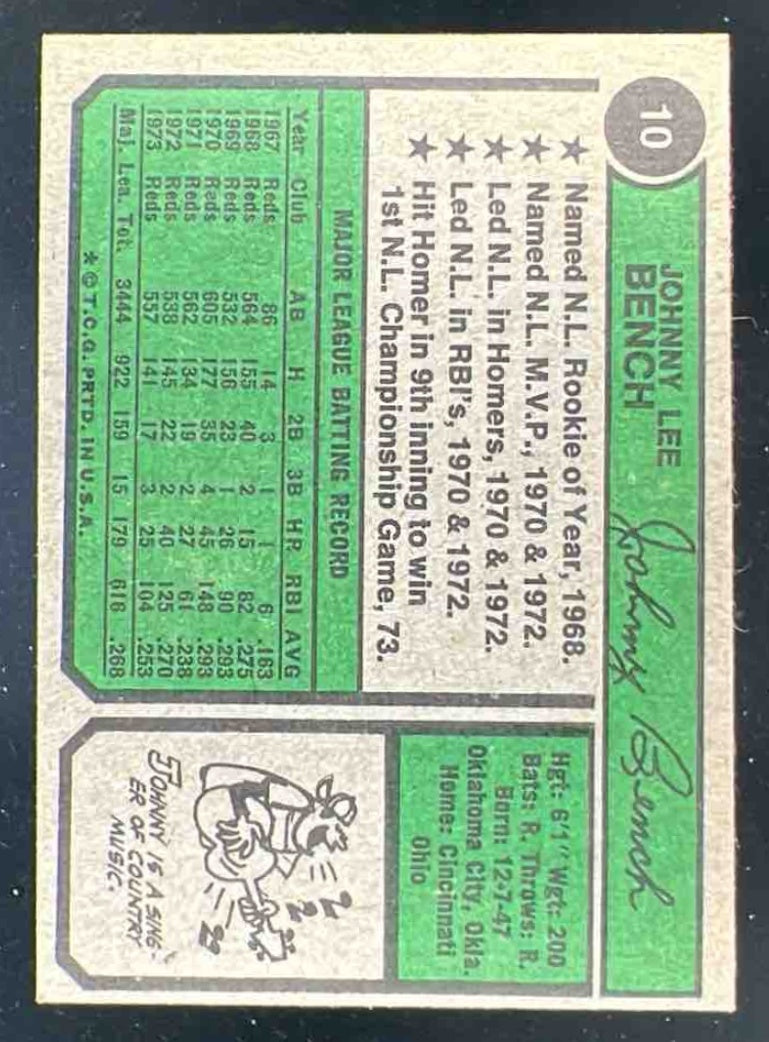 10
JOHNNY LEE
BENCH
Johnny Bench
★ Named N.L. Rookie of Year, 1968.
★ Named N.L. M.V.P., 1970 & 1972.
★ Led N.L. in Homers, 1970 & 1972.
★ Led N.L. in RBI's, 1970 & 1972.
★ Hit Homer in 9th inning to win
1st N.L. Championship Game, 73.
Hgt: 6'1" Wgt: 200
Bats: R. Throws: R.
Born: 12-7-47
Oklahoma City, Okla.
Home: Cincinnati
Ohio
MAJOR LEAGUE BATTING RECORD
Year Club AB H 2B 3B HR RBI AVG
1967 Reds 86 14 3 1 1 6 .163
1968 Reds 564 155 40 2 15 82 .275
1969 Reds 532 156 23 1 26 90 .293
1970 Reds 605 177 35 4 45 148 .293
1971 Reds 562 134 19 2 27 61 .238
1972 Reds 538 145 22 2 40 125 .270
1973 Reds 557 141 17 3 25 104 .253
Maj. Lea. Tot. 3444 922 159 15 179 616 .268
* © T.C.G. PRTD. IN U.S.A.
JOHNNY IS A SING-
ER OF COUNTRY
MUSIC.